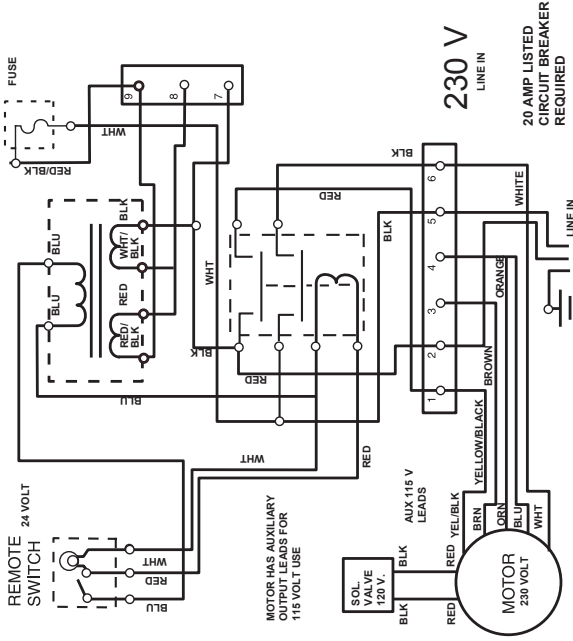 REMOTE
SWITCH
24 VOLT
BLU
RED
WHT
MOTOR HAS AUXILIARY
OUTPUT LEADS FOR
115 VOLT USE
SOL.
VALVE
120 V.
BLK
BLK
RED
RED
AUX 115 V
LEADS
MOTOR
230 VOLT
YEL/BLK
BRN
ORN
BLU
WHT
YELLOW/BLACK
BROWN
ORANGE
WHITE
BLU
BLU
BLU
RED/
BLK
RED
WHT/
BLK
BLK
WHT
RED
BLK
RED
WHT
BLK
RED
BLK
1
2
3
4
5
6
FUSE
RED/BLK
WHT
9
8
7
230 V
LINE IN
20 AMP LISTED
CIRCUIT BREAKER
REQUIRED
LINE IN